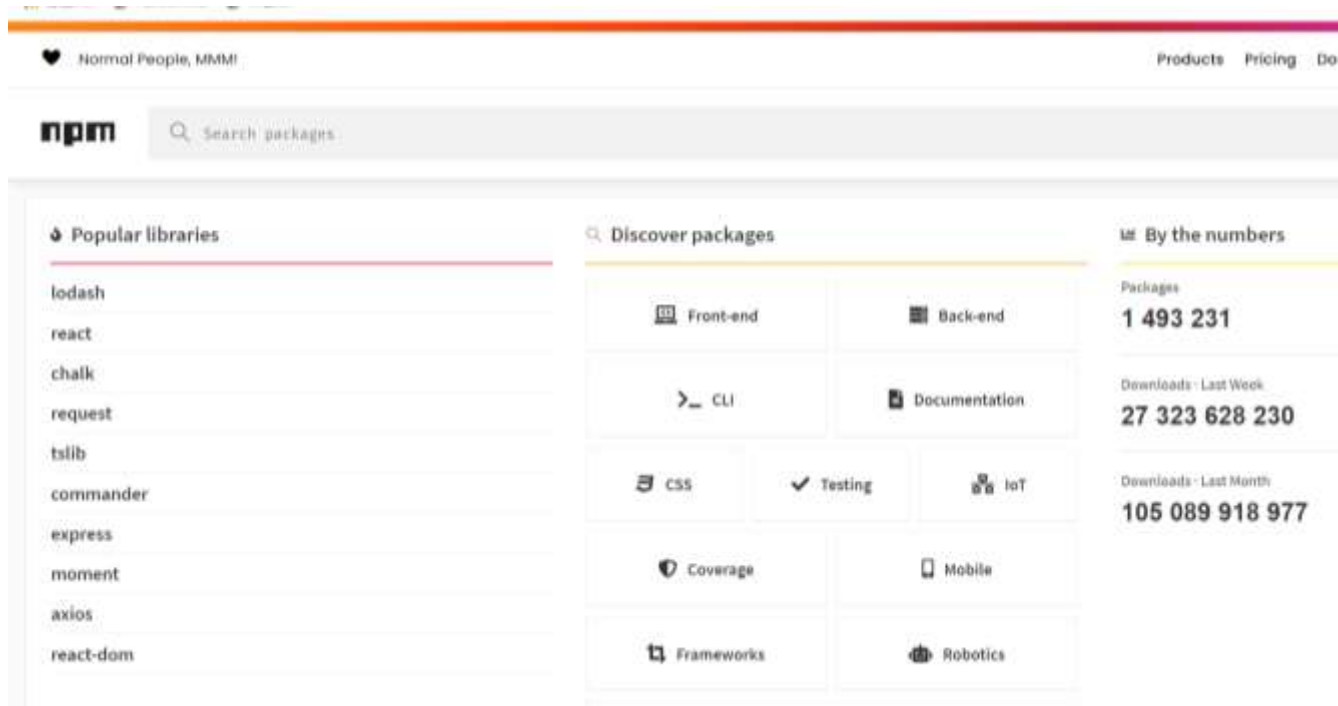 Normal People, MMM!
Products Pricing Do
npm
Search packages
Popular libraries
lodash
react
chalk
request
tslib
commander
express
moment
axios
react-dom
Discover packages
Front-end Back-end
CLI Documentation
CSS Testing IoT
Coverage Mobile
Frameworks Robotics
By the numbers
Packages
1 493 231
Downloads · Last Week
27 323 628 230
Downloads · Last Month
105 089 918 977